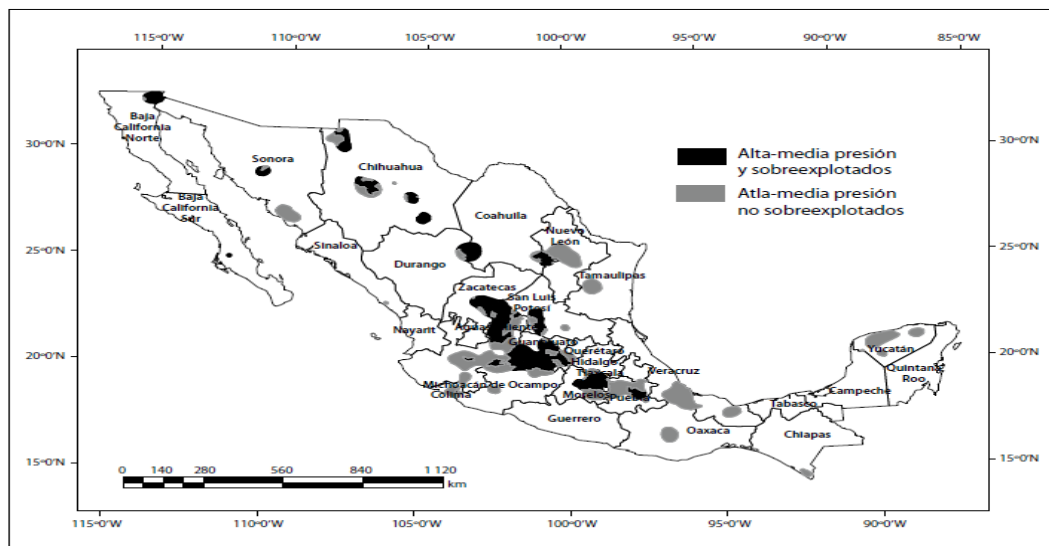 115°0'W 110°0'W 105°0'W 100°0'W 95°0'W 90°0'W 85°0'W
Baja
California
Norte
30°0'N
30°0'N
Sonora
Chihuahua
Alta-media presión
y sobreexplotados
Atla-media presión
no sobreexplotados
Baja
California
Sur
Coahuila
Nuevo
León
25°0'N
25°0'N
Sinaloa
Durango
Tamaulipas
Zacatecas
San Luis
Potosí
Nayarit
Guanajuato
20°0'N
20°0'N
Querétaro
Hidalgo
Tlaxcala
Veracruz
Yucatán
Quintana
Roo
Michoacán de Ocampo
Colima
Morelos
Puebla
Campeche
Tabasco
Guerrero
Oaxaca
Chiapas
15°0'N
15°0'N
0 140 280 560 840 1 120
km
115°0'W 110°0'W 105°0'W 100°0'W 95°0'W 90°0'W